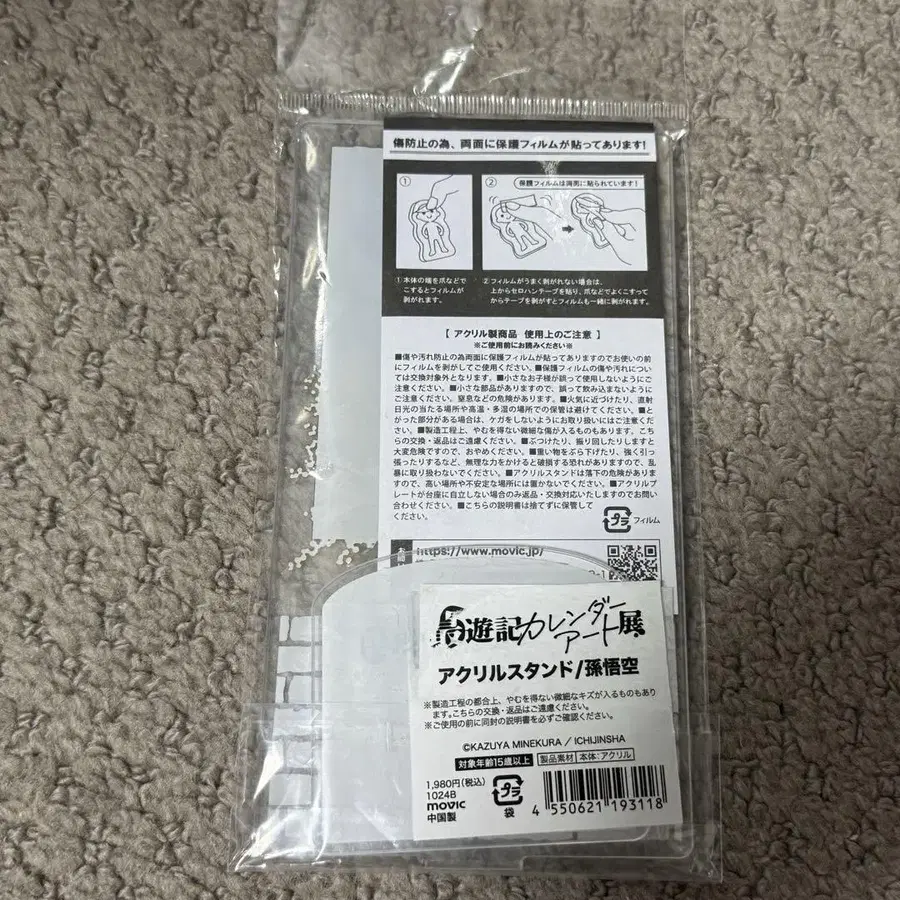 傷防止の為、両面に保護フィルムが貼ってあります!
①
②
保護フィルムは両面に貼られています!
①本体の端を爪などで
こするとフィルムが
剥がれます。
②フィルムがうまく剥がれない場合は、
上からセロハンテープを貼り、爪などでよくこすって
からテープを剥がすとフィルムも一緒に剥がれます。
【 アクリル製商品 使用上のご注意 】
※ご使用前にお読みください※
■傷や汚れ防止の為両面に保護フィルムが貼ってありますのでお使いの前
にフィルムを剥がしてご使用ください。■保護フィルムの傷や汚れについ
ては交換対象外となります。■小さなお子様が誤って使用しないようにご
注意ください。■小さな部品がありますので、誤って飲み込まないように
ご注意ください。窒息などの危険があります。■火気に近づけたり、直射
日光の当たる場所や高温・多湿の場所での保管は避けてください。■と
がった部分がある場合は、ケガをしないようにお取り扱いにはご注意くだ
さい。■製造工程上、やむを得ない微細な傷が入るものもあります。こち
らの交換・返品はご遠慮ください。■ぶつけたり、振り回したりしますと
大変危険ですので、おやめください。■重い物をぶら下げたり、強く引っ
張ったりするなど、無理な力をかけると破損する恐れがありますので、乱
暴に取り扱わないでください。■アクリルスタンドは落下の危険がありま
すので、高い場所や不安定な場所には置かないでください。■アクリルプ
レートが台座に自立しない場合のみ返品・交換対応いたしますのでお問い
合わせください。■こちらの説明書は捨てずに保管して
ください。
プラ フィルム
https://www.movic.jp/
遊記カレンダー
アート展
アクリルスタンド/孫悟空
※製造工程の都合上、やむを得ない微細なキズが入るものもあり
ます。こちらの交換・返品はご遠慮ください。
※ご使用の前に同封の説明書を必ずご確認ください。
©KAZUYA MINEKURA / ICHIJINSHA
対象年齢15歳以上 製品素材 本体:アクリル
1,980円(税込)
1024B
movic
中国製
プラ
袋
4 550621 193118